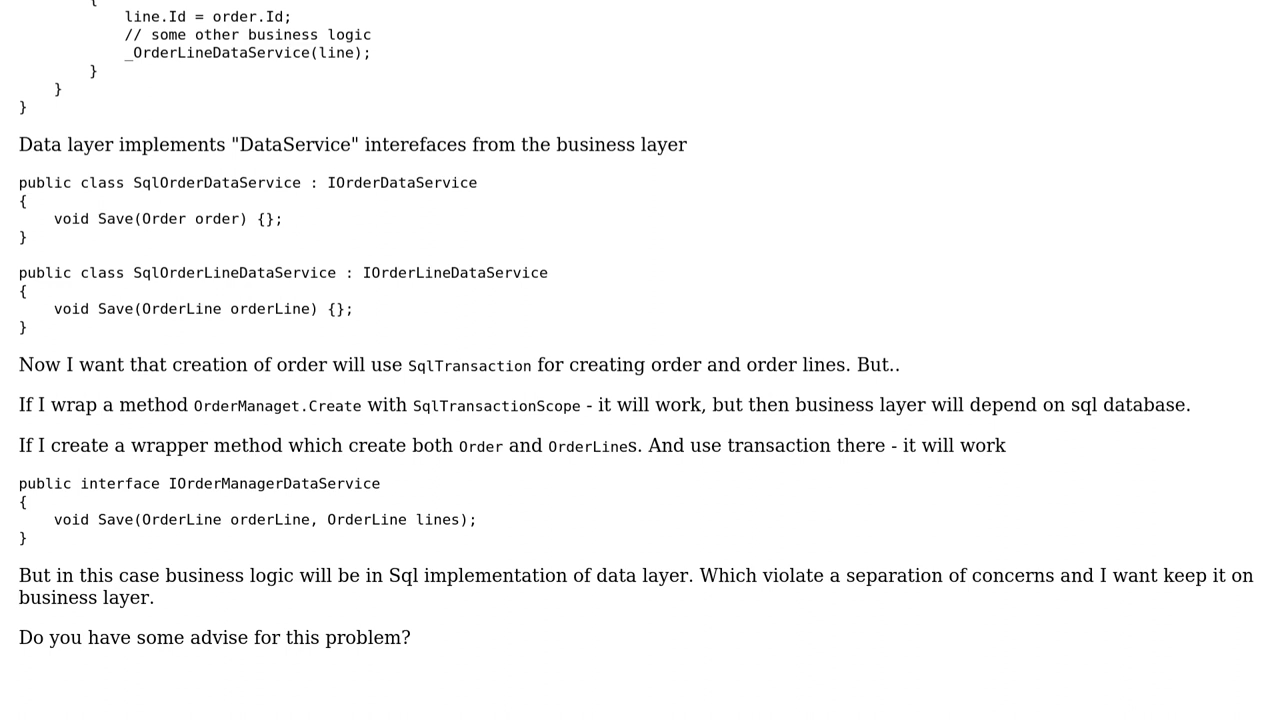 {
line.Id = order.Id;
// some other business logic
_OrderLineDataService(line);
}
}
}
Data layer implements "DataService" interefaces from the business layer
public class SqlOrderDataService : IOrderDataService
{
void Save(Order order) {};
}
public class SqlOrderLineDataService : IOrderLineDataService
{
void Save(OrderLine orderLine) {};
}
Now I want that creation of order will use SqlTransaction for creating order and order lines. But..
If I wrap a method OrderManaget.Create with SqlTransactionScope - it will work, but then business layer will depend on sql database.
If I create a wrapper method which create both Order and OrderLines. And use transaction there - it will work
public interface IOrderManagerDataService
{
void Save(OrderLine orderLine, OrderLine lines);
}
But in this case business logic will be in Sql implementation of data layer. Which violate a separation of concerns and I want keep it on
business layer.
Do you have some advise for this problem?